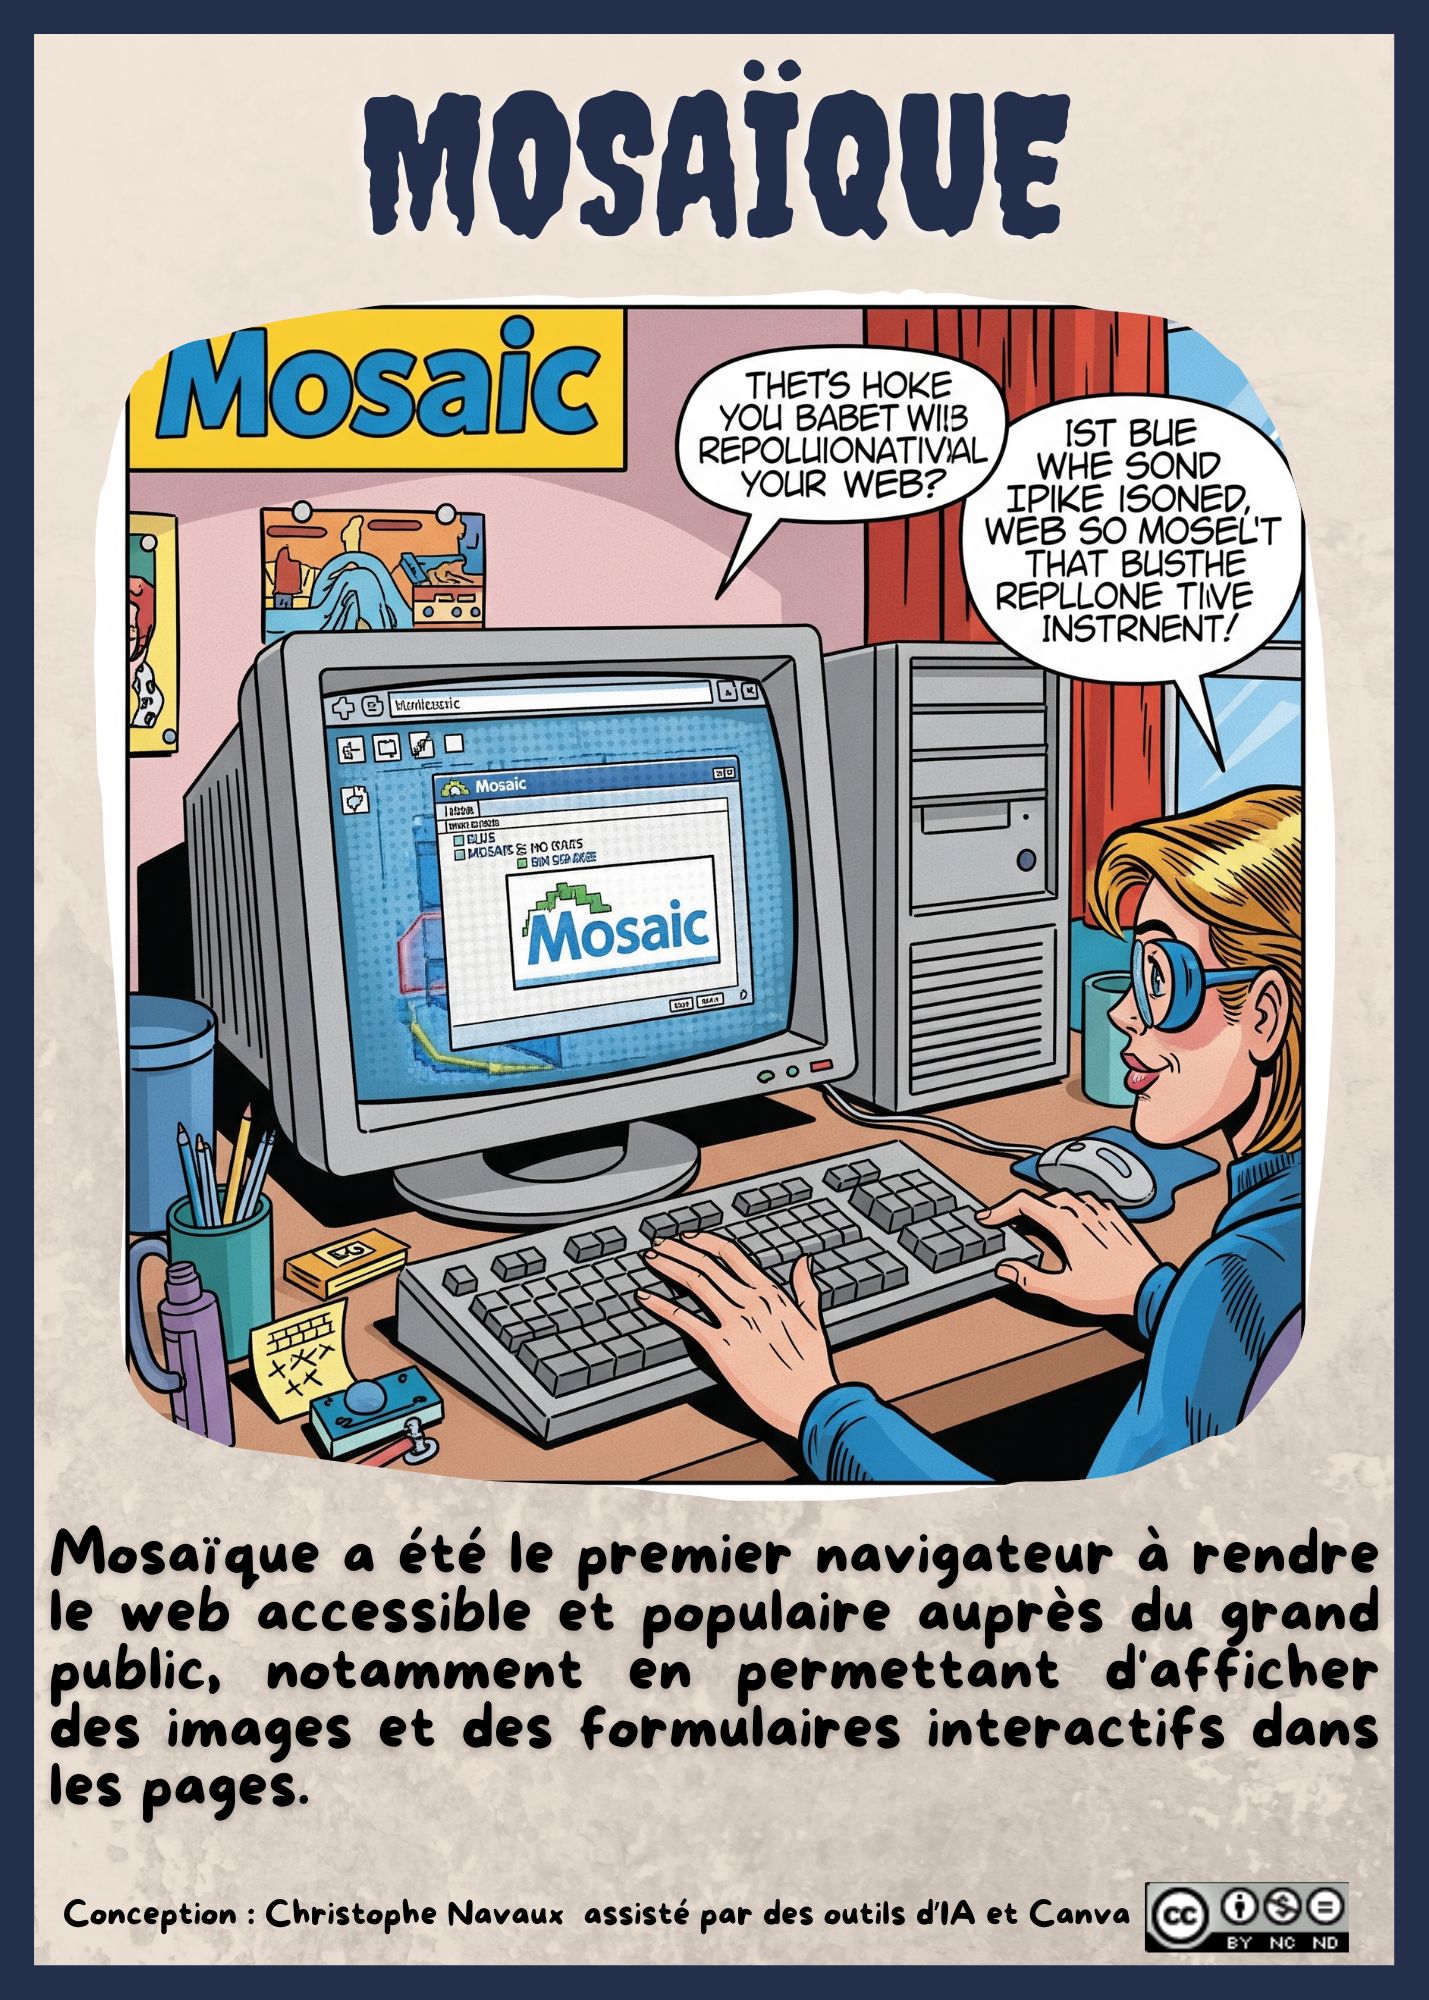 MOSAÏQUE
Mosaic
THET'S HOKE
YOU BABET WIIB
YOUR WEB?
IST BUE
WHE SOND
IPIKE ISONED,
WEB SO MOSEL'T
THAT BUSTHE
REPLLONE TIVE
INSTRNENT!
Mosaic
Mosaic
Mosaïque a été le premier navigateur à rendre
le web accessible et populaire auprès du grand
public, notamment en permettant d'afficher
des images et des formulaires interactifs dans
les pages.
Conception : Christophe Navaux assisté par des outils d'IA et Canva
cc
BY NC ND